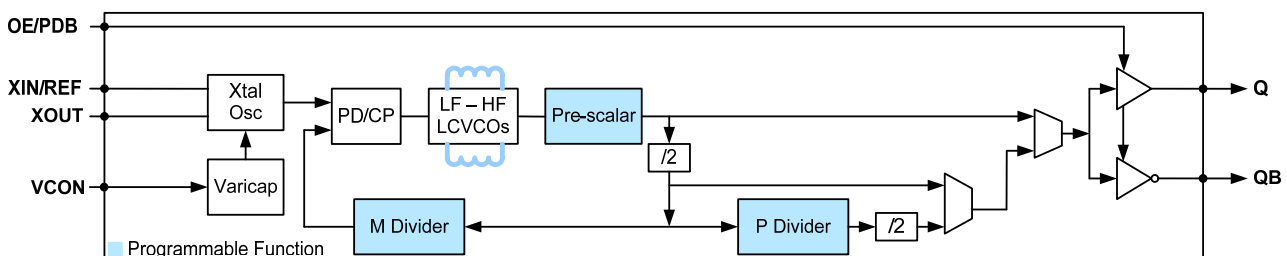 OE/PDB
XIN/REF
XOUT
VCON
Xtal
Osc
Varicap
PD/CP
LF – HF
LCVCOs
Pre-scalar
/2
M Divider
P Divider
/2
Q
QB
Programmable Function